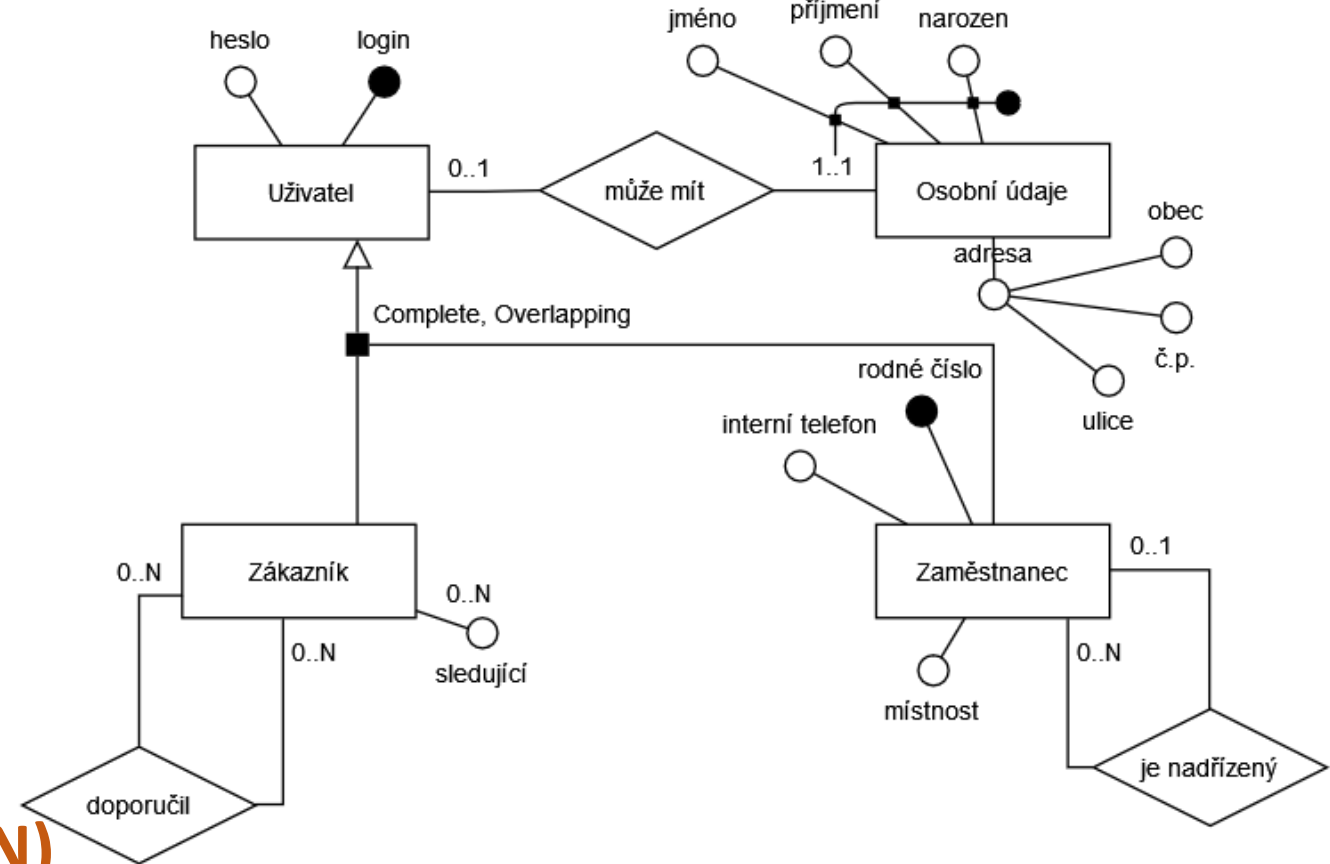 jméno
příjmení
narozen
heslo
login
0..1
1..1
Uživatel
může mít
Osobní údaje
obec
adresa
Complete, Overlapping
č.p.
rodné číslo
ulice
interní telefon
0..1
0..N
Zákazník
Zaměstnanec
0..N
0..N
0..N
sledující
místnost
je nadřízený
doporučil
N)